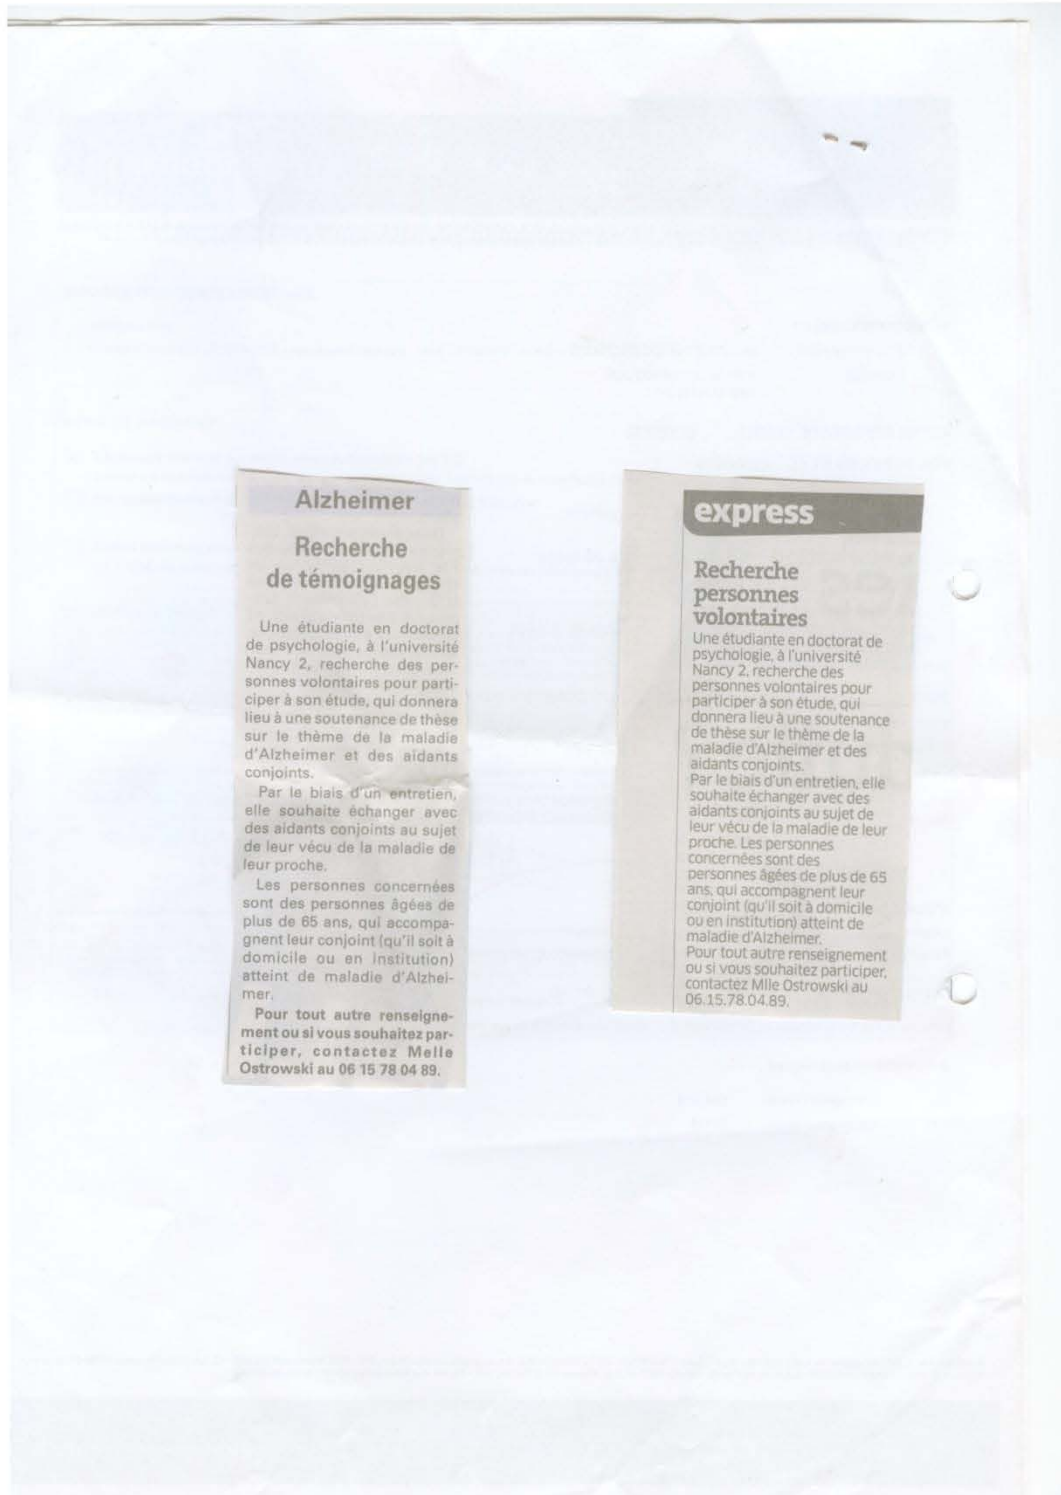 Alzheimer
Recherche
de témoignages
Une étudiante en doctorat
de psychologie, à l'université
Nancy 2, recherche des per-
sonnes volontaires pour parti-
ciper à son étude, qui donnera
lieu à une soutenance de thèse
sur le thème de la maladie
d'Alzheimer et des aidants
conjoints.
Par le biais d'un entretien,
elle souhaite échanger avec
des aidants conjoints au sujet
de leur vécu de la maladie de
leur proche.
Les personnes concernées
sont des personnes âgées de
plus de 65 ans, qui accompa-
gnent leur conjoint (qu'il soit à
domicile ou en institution)
atteint de maladie d'Alzhei-
mer.
Pour tout autre renseigne-
ment ou si vous souhaitez par-
ticiper, contactez Melle
Ostrowski au 06 15 78 04 89.
express
Recherche
personnes
volontaires
Une étudiante en doctorat de
psychologie, à l'université
Nancy 2, recherche des
personnes volontaires pour
participer à son étude, qui
donnera lieu à une soutenance
de thèse sur le thème de la
maladie d'Alzheimer et des
aidants conjoints.
Par le biais d'un entretien, elle
souhaite échanger avec des
aidants conjoints au sujet de
leur vécu de la maladie de leur
proche. Les personnes
concernées sont des
personnes âgées de plus de 65
ans, qui accompagnent leur
conjoint (qu'il soit à domicile
ou en institution) atteint de
maladie d'Alzheimer.
Pour tout autre renseignement
ou si vous souhaitez participer,
contactez Mlle Ostrowski au
06.15.78.04.89.